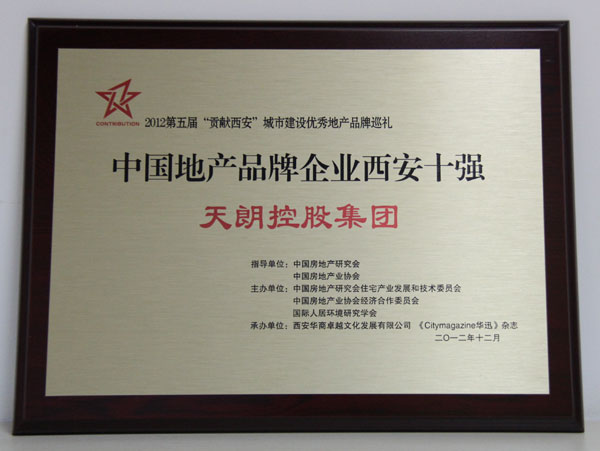 CONTRIBUTION
2012第五届“贡献西安”城市建设优秀地产品牌巡礼
中国地产品牌企业西安十强
天朗控股集团
指导单位：中国房地产研究会
中国房地产业协会
主办单位：中国房地产研究会住宅产业发展和技术委员会
中国房地产业协会经济合作委员会
国际人居环境研究学会
承办单位：西安华商卓越文化发展有限公司 《Citymagazine华迅》杂志
二〇一二年十二月